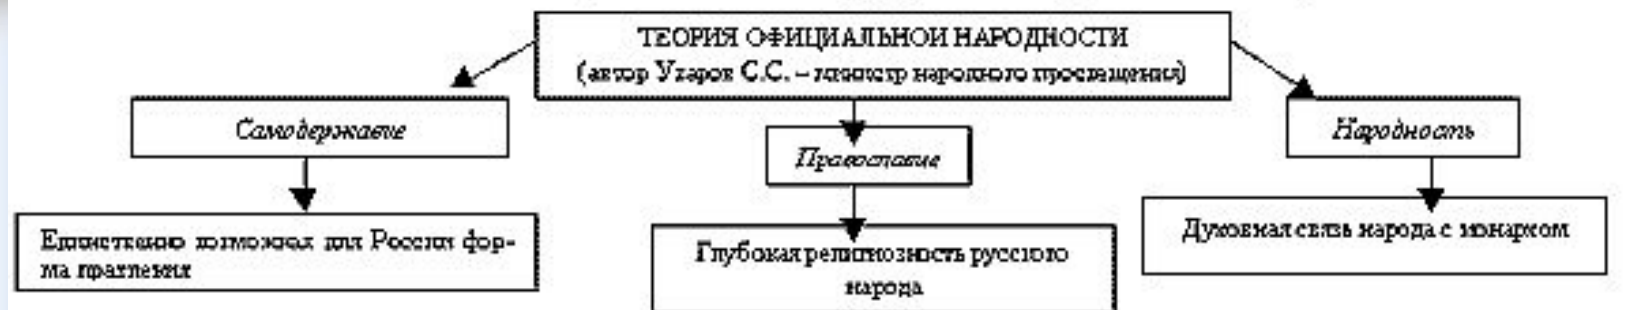 ТЕОРИЯ ОФИЦИАЛЬНОЙ НАРОДНОСТИ
(автор Уваров С.С. – министр народного просвещения)
Самодержавие
Православие
Народность
Единственно возможная для России фор-
ма правления
Глубокая религиозность русского
народа
Духовная связь народа с монархом